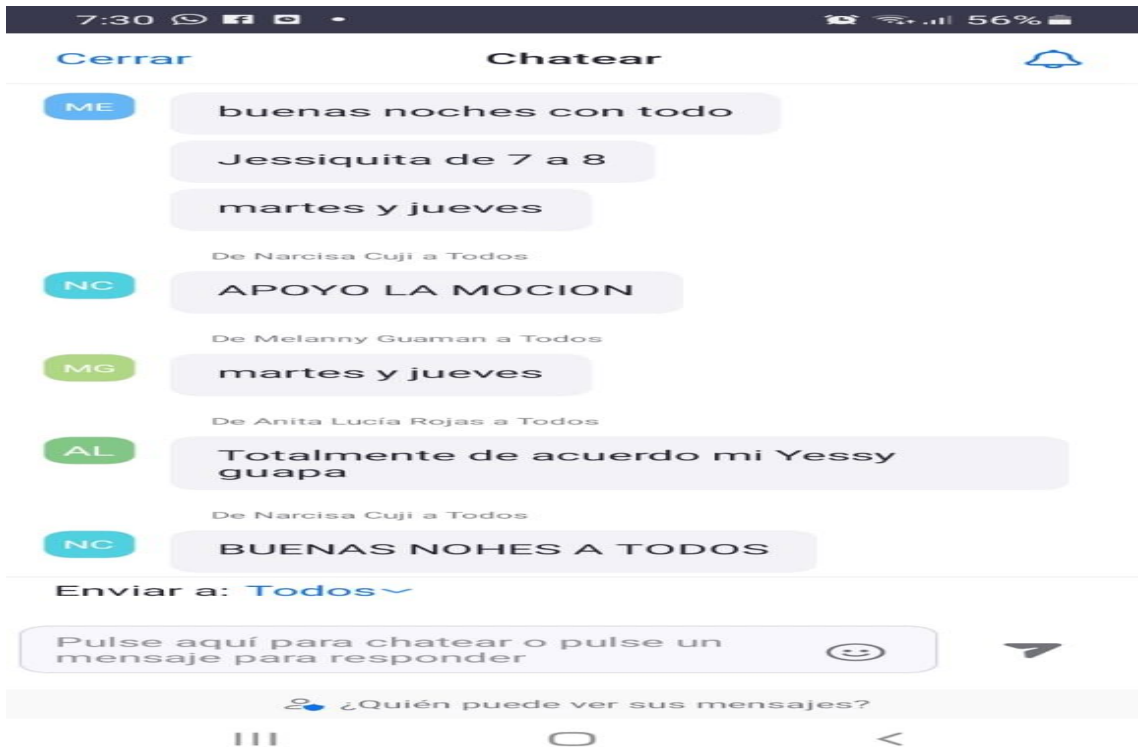 7:30 56%
Cerrar Chatear
ME buenas noches con todo
Jessiquita de 7 a 8
martes y jueves
De Narcisa Cuji a Todos
NC APOYO LA MOCION
De Melanny Guaman a Todos
MG martes y jueves
De Anita Lucía Rojas a Todos
AL Totalmente de acuerdo mi Yessy
guapa
De Narcisa Cuji a Todos
NC BUENAS NOHES A TODOS
Enviar a: Todos
Pulse aquí para chatear o pulse un
mensaje para responder
¿Quién puede ver sus mensajes?